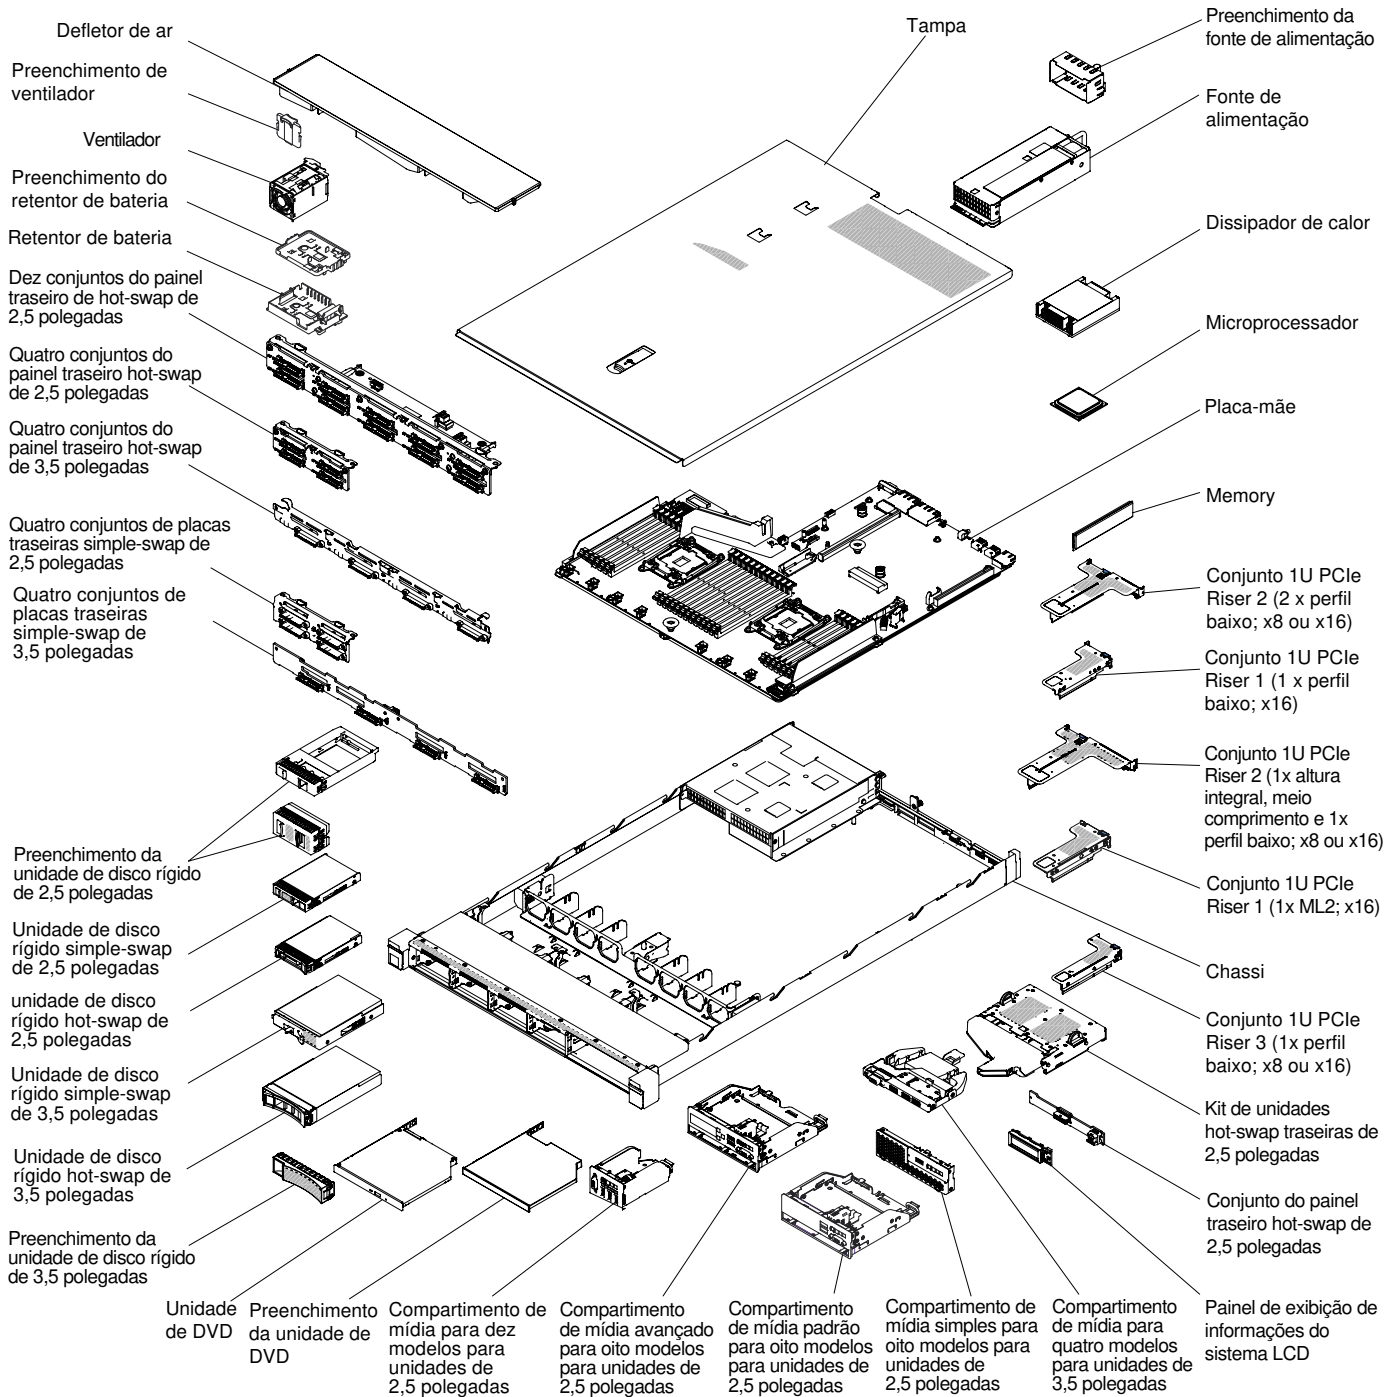 Defletor de ar
Preenchimento de
ventilador
Ventilador
Preenchimento do
retentor de bateria
Retentor de bateria
Dez conjuntos do painel
traseiro de hot-swap de
2,5 polegadas
Quatro conjuntos do
painel traseiro hot-swap
de 2,5 polegadas
Quatro conjuntos do
painel traseiro hot-swap
de 3,5 polegadas
Quatro conjuntos de placas
traseiras simple-swap de
2,5 polegadas
Quatro conjuntos de
placas traseiras
simple-swap de
3,5 polegadas
Preenchimento da
unidade de disco rígido
de 2,5 polegadas
Unidade de disco
rígido simple-swap
de 2,5 polegadas
unidade de disco
rígido hot-swap de
2,5 polegadas
Unidade de disco
rígido simple-swap
de 3,5 polegadas
Unidade de disco
rígido hot-swap de
3,5 polegadas
Preenchimento da
unidade de disco rígido
de 3,5 polegadas
Tampa
Preenchimento da
fonte de alimentação
Fonte de
alimentação
Dissipador de calor
Microprocessador
Placa-mãe
Memory
Conjunto 1U PCIe
Riser 2 (2 x perfil
baixo; x8 ou x16)
Conjunto 1U PCIe
Riser 1 (1 x perfil
baixo; x16)
Conjunto 1U PCIe
Riser 2 (1x altura
integral, meio
comprimento e 1x
perfil baixo; x8 ou x16)
Conjunto 1U PCIe
Riser 1 (1x ML2; x16)
Chassi
Conjunto 1U PCIe
Riser 3 (1x perfil
baixo; x8 ou x16)
Kit de unidades
hot-swap traseiras de
2,5 polegadas
Conjunto do painel
traseiro hot-swap de
2,5 polegadas
Painel de exibição de
informações do
sistema LCD
Unidade
de DVD
Preenchimento
da unidade de
DVD
Compartimento de
mídia para dez
modelos para
unidades de
2,5 polegadas
Compartimento
de mídia avançado
para oito modelos
para unidades de
2,5 polegadas
Compartimento
de mídia padrão
para oito modelos
para unidades de
2,5 polegadas
Compartimento de
mídia simples para
oito modelos para
unidades de
2,5 polegadas
Compartimento
de mídia para
quatro modelos
para unidades de
3,5 polegadas